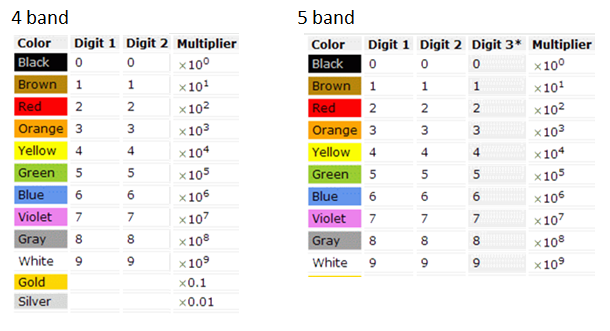 4 band
Color Digit 1 Digit 2 Multiplier
Black 0 0 ×10⁰
Brown 1 1 ×10¹
Red 2 2 ×10²
Orange 3 3 ×10³
Yellow 4 4 ×10⁴
Green 5 5 ×10⁵
Blue 6 6 ×10⁶
Violet 7 7 ×10⁷
Gray 8 8 ×10⁸
White 9 9 ×10⁹
Gold ×0.1
Silver ×0.01
5 band
Color Digit 1 Digit 2 Digit 3* Multiplier
Black 0 0 0 ×10⁰
Brown 1 1 1 ×10¹
Red 2 2 2 ×10²
Orange 3 3 3 ×10³
Yellow 4 4 4 ×10⁴
Green 5 5 5 ×10⁵
Blue 6 6 6 ×10⁶
Violet 7 7 7 ×10⁷
Gray 8 8 8 ×10⁸
White 9 9 9 ×10⁹